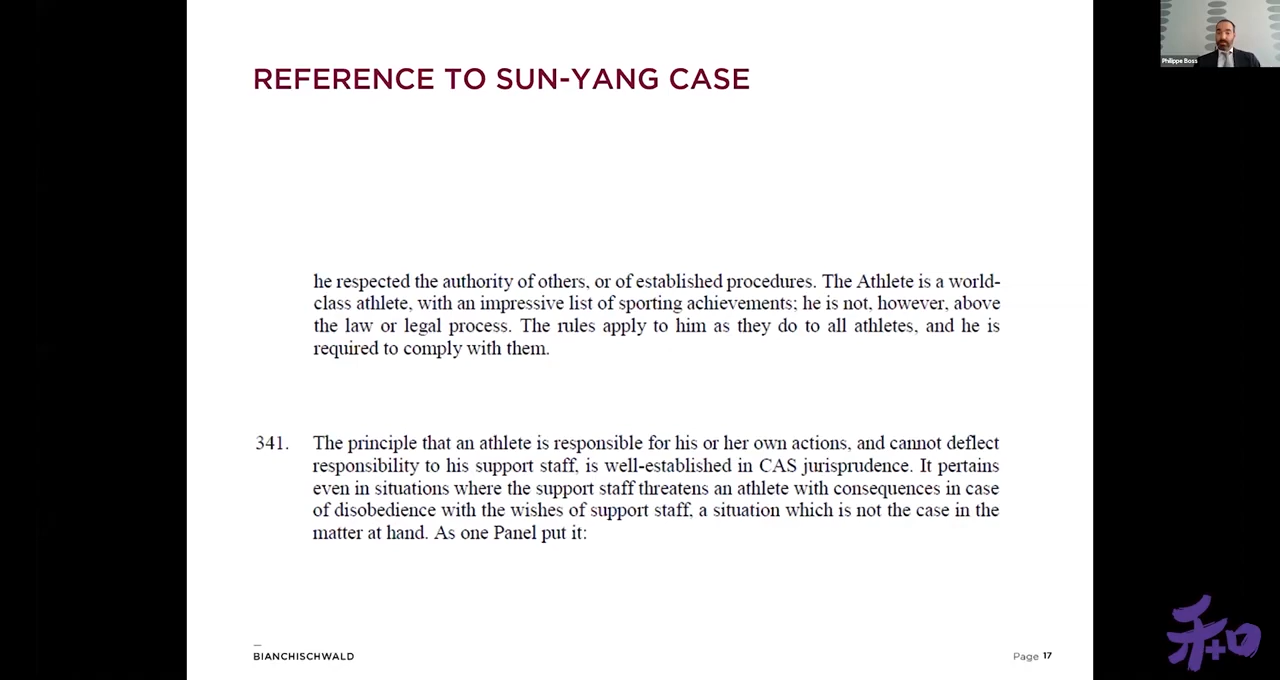 REFERENCE TO SUN-YANG CASE
Philippe Boss
he respected the authority of others, or of established procedures. The Athlete is a world-
class athlete, with an impressive list of sporting achievements; he is not, however, above
the law or legal process. The rules apply to him as they do to all athletes, and he is
required to comply with them.
341. The principle that an athlete is responsible for his or her own actions, and cannot deflect
responsibility to his support staff, is well-established in CAS jurisprudence. It pertains
even in situations where the support staff threatens an athlete with consequences in case
of disobedience with the wishes of support staff, a situation which is not the case in the
matter at hand. As one Panel put it:
BIANCHISCHWALD
Page 17
和